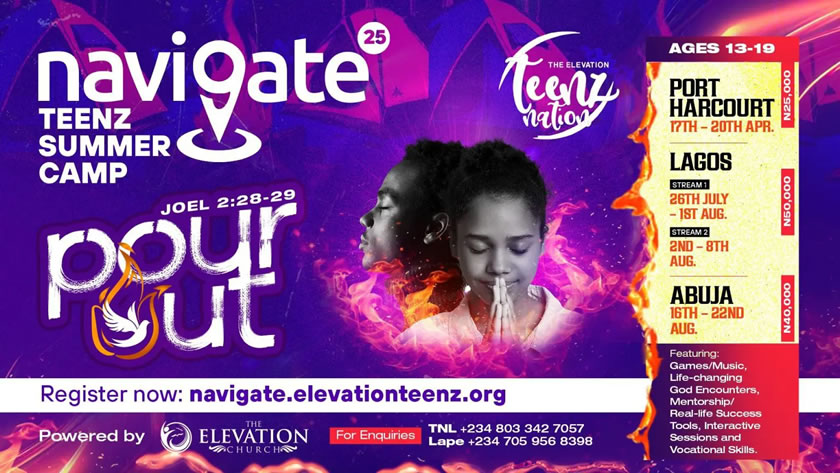 navigate 25
TEENZ
SUMMER
CAMP
JOEL 2:28-29
pour
out
THE ELEVATION
teenz
nation
AGES 13-19
PORT
HARCOURT
17TH - 20TH APR.
N25,000
LAGOS
STREAM 1
26TH JULY
- 1ST AUG.
STREAM 2
2ND - 8TH
AUG.
N50,000
ABUJA
16TH - 22ND
AUG.
N40,000
Featuring:
Games/Music,
Life-changing
God Encounters,
Mentorship/
Real-life Success
Tools, Interactive
Sessions and
Vocational Skills.
Register now: navigate.elevationteenz.org
Powered by
THE
ELEVATION
CHURCH
For Enquiries
TNL +234 803 342 7057
Lape +234 705 956 8398